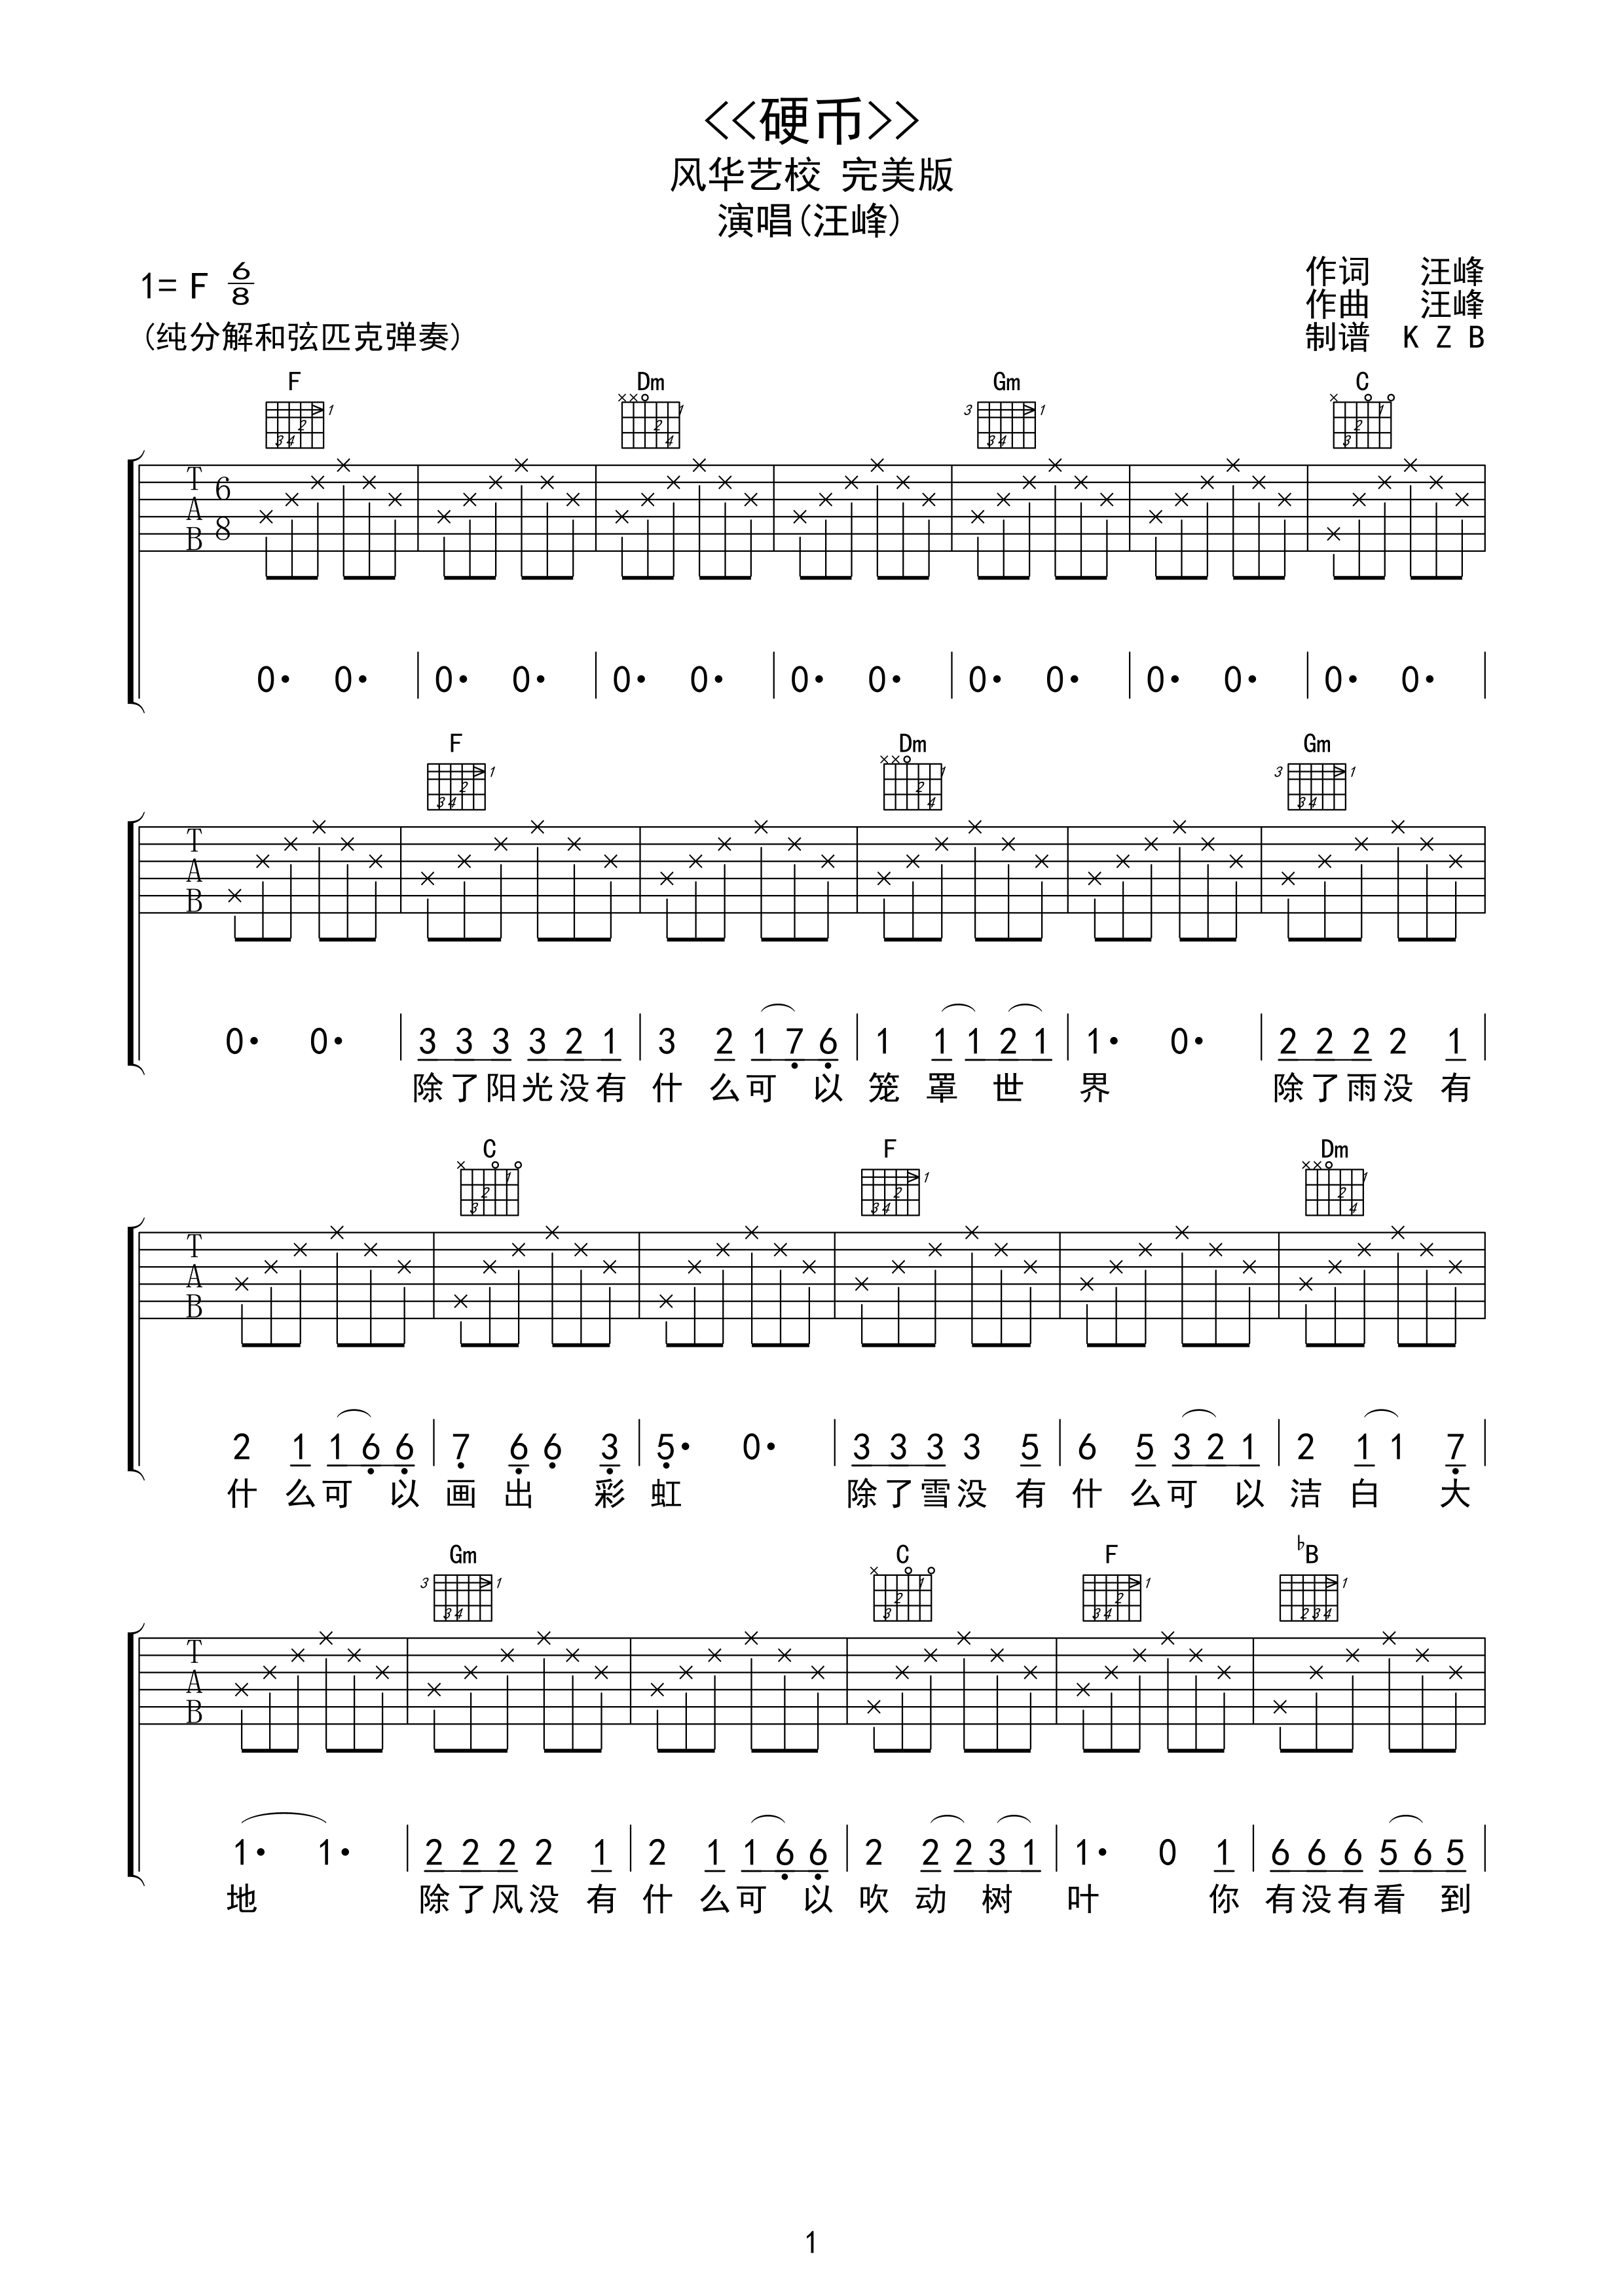 <<硬币>>
风华艺校 完美版
演唱(汪峰)
1= F 6/8
作词 汪峰
作曲 汪峰
(纯分解和弦匹克弹奏)
制谱 K Z B
F Dm Gm C
T A B 6 8
0· 0· 0· 0· 0· 0· 0· 0· 0· 0· 0· 0· 0· 0·
F Dm Gm
T A B
0· 0· 3 3 3 3 2 1 3 2 1 7 6 1 1 1 2 1 1· 0· 2 2 2 2 1
除了阳光没有什么可以笼罩世界 除了雨没有
C F Dm
T A B
2 1 1 6 6 7 6 6 3 5· 0· 3 3 3 3 5 6 5 3 2 1 2 1 1 7
什么可以画出彩虹 除了雪没有什么可以洁白大
Gm C F ♭B
T A B
1· 1· 2 2 2 2 1 2 1 1 6 6 2 2 2 3 1 1· 0 1 6 6 6 5 6 5
地 除了风没有什么可以吹动树叶 你有没有看到
1